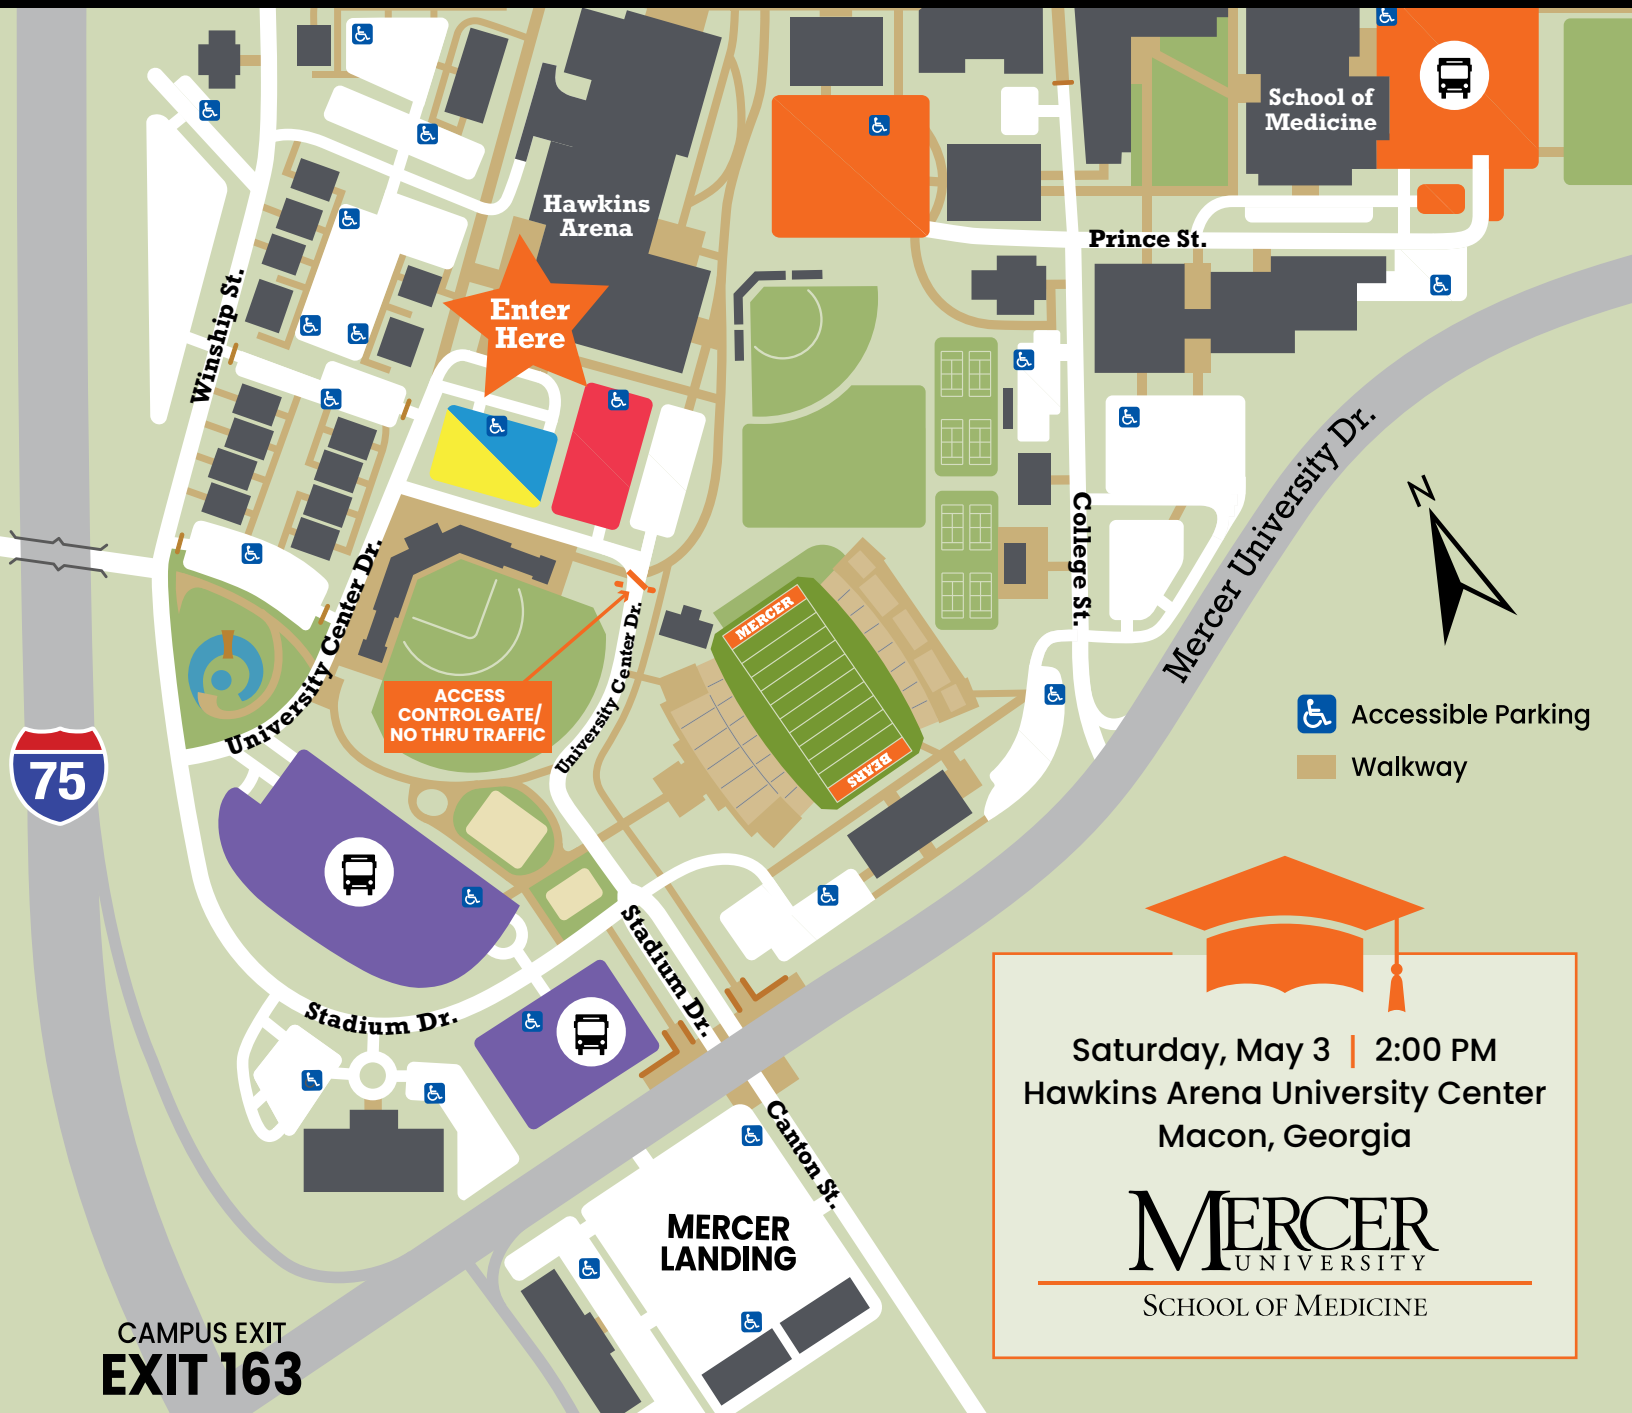 School of
Medicine
Hawkins
Arena
Prince St.
Enter
Here
Winship St.
Mercer University Dr.
N
College St.
University Center Dr.
MERCER
University Center Dr.
ACCESS
CONTROL GATE/
NO THRU TRAFFIC
BEARS
Accessible Parking
Walkway
75
Stadium Dr.
Stadium Dr.
Canton St.
Saturday, May 3 | 2:00 PM
Hawkins Arena University Center
Macon, Georgia
MERCER
UNIVERSITY
SCHOOL OF MEDICINE
MERCER
LANDING
CAMPUS EXIT
EXIT 163